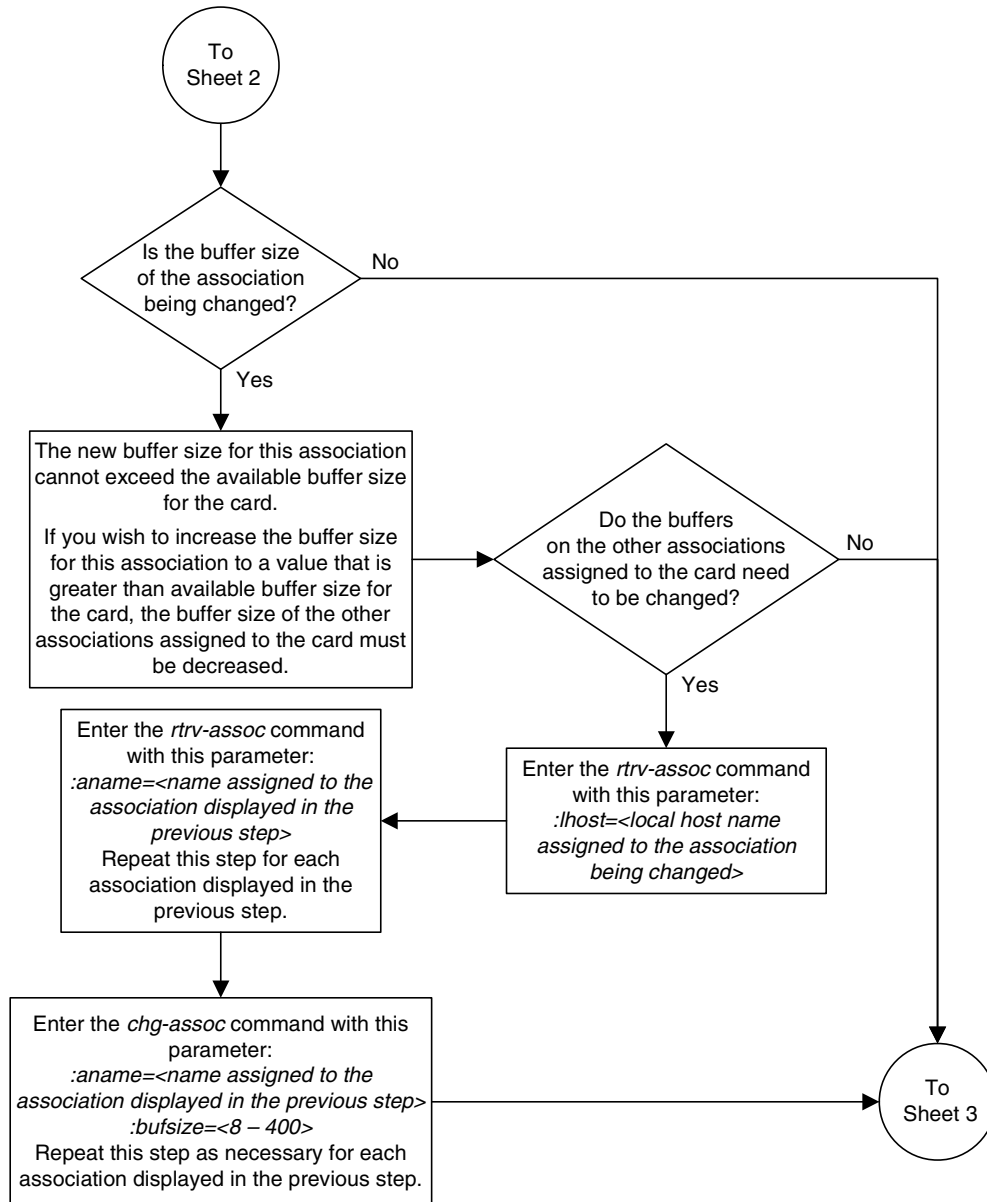 To
Sheet 2
Is the buffer size
of the association
being changed?
No
Yes
The new buffer size for this association
cannot exceed the available buffer size
for the card.
If you wish to increase the buffer size
for this association to a value that is
greater than available buffer size for
the card, the buffer size of the other
associations assigned to the card must
be decreased.
Do the buffers
on the other associations
assigned to the card need
to be changed?
No
Yes
Enter the rtrv-assoc command
with this parameter:
:lhost=<local host name
assigned to the association
being changed>
Enter the rtrv-assoc command
with this parameter:
:aname=<name assigned to the
association displayed in the
previous step>
Repeat this step for each
association displayed in the
previous step.
Enter the chg-assoc command with this
parameter:
:aname=<name assigned to the
association displayed in the previous step>
:bufsize=<8 – 400>
Repeat this step as necessary for each
association displayed in the previous step.
To
Sheet 3